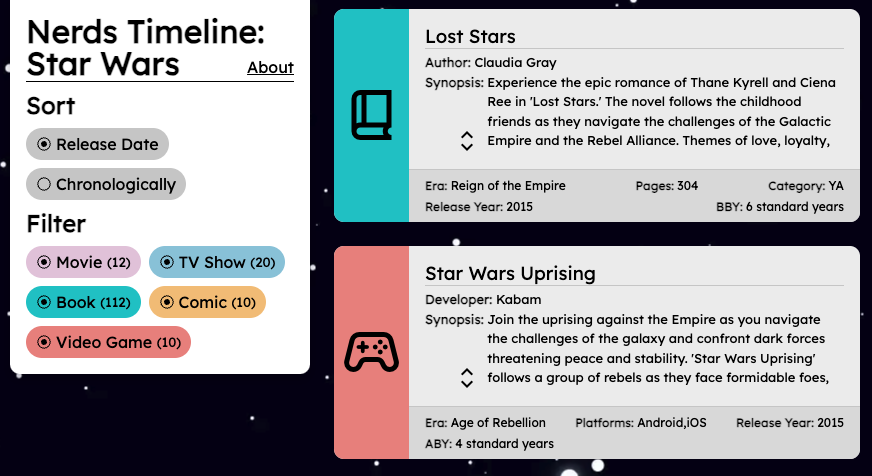 Nerds Timeline:
Star Wars About
Sort
Release Date
Chronologically
Filter
Movie (12) TV Show (20)
Book (112) Comic (10)
Video Game (10)
Lost Stars
Author: Claudia Gray
Synopsis: Experience the epic romance of Thane Kyrell and Ciena
Ree in 'Lost Stars.' The novel follows the childhood
friends as they navigate the challenges of the Galactic
Empire and the Rebel Alliance. Themes of love, loyalty,
Era: Reign of the Empire Pages: 304 Category: YA
Release Year: 2015 BBY: 6 standard years
Star Wars Uprising
Developer: Kabam
Synopsis: Join the uprising against the Empire as you navigate
the challenges of the galaxy and confront dark forces
threatening peace and stability. 'Star Wars Uprising'
follows a group of rebels as they face formidable foes,
Era: Age of Rebellion Platforms: Android,iOS Release Year: 2015
ABY: 4 standard years